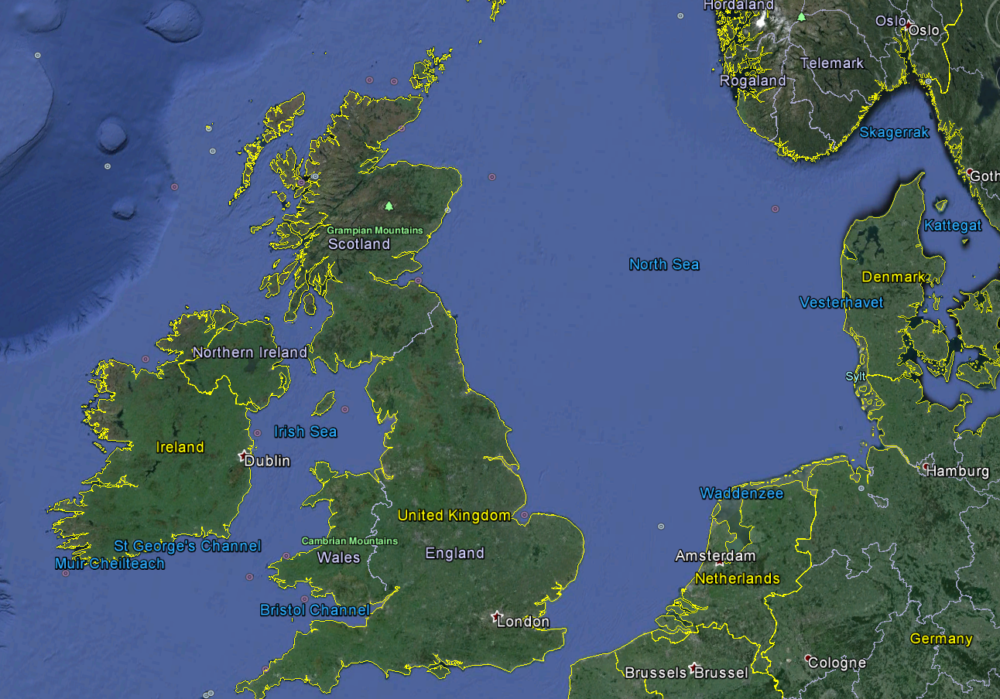 Hordaland
Oslo
Oslo
Telemark
Rogaland
Skagerrak
Goth
Kattegat
Grampian Mountains
Scotland
North Sea
Denmark
Vesterhavet
Northern Ireland
Sylt
Irish Sea
Ireland
Dublin
Hamburg
Waddenzee
United Kingdom
Cambrian Mountains
St George's Channel
Wales
England
Muir Cheilteach
Amsterdam
Netherlands
Bristol Channel
London
Germany
Cologne
Brussels Brussel